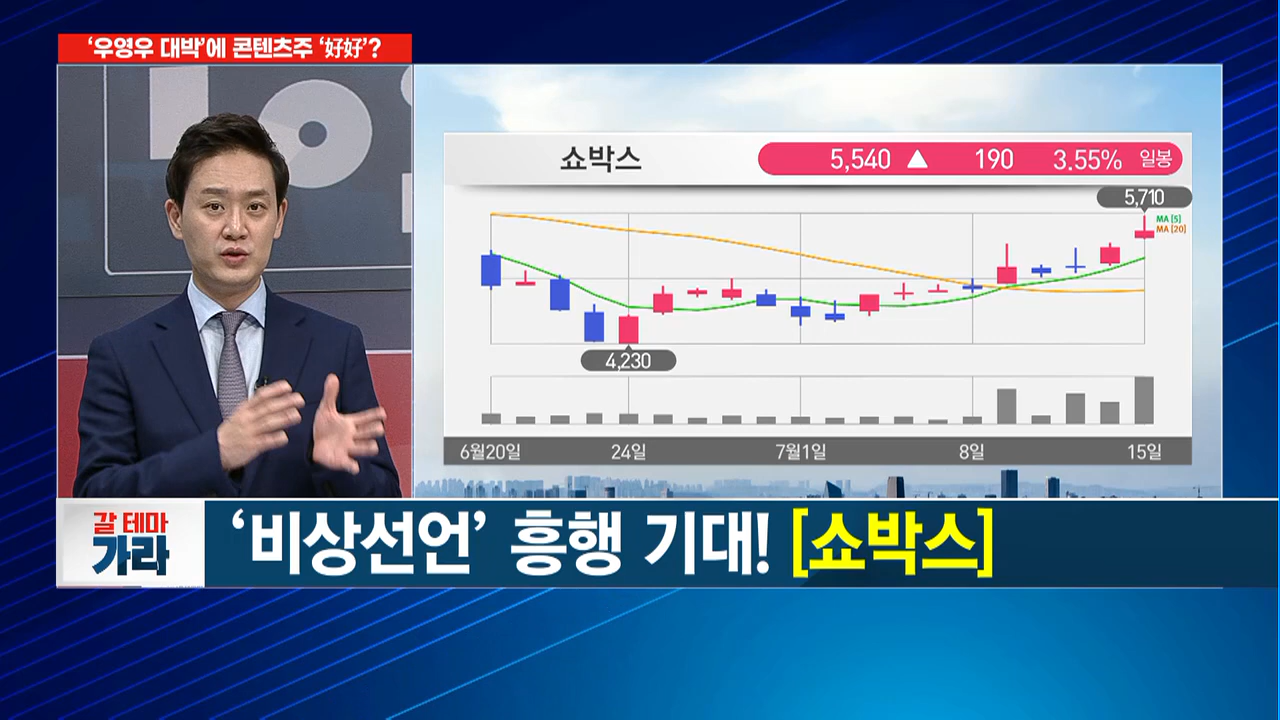 ‘우영우 대박’에 콘텐츠주 ‘好好’?
쇼박스
5,540 ▲ 190 3.55% 일봉
5,710
MA [5]
MA [20]
4,230
6월20일 24일 7월1일 8일 15일
갈 테마
가라
‘비상선언’ 흥행 기대! [쇼박스]